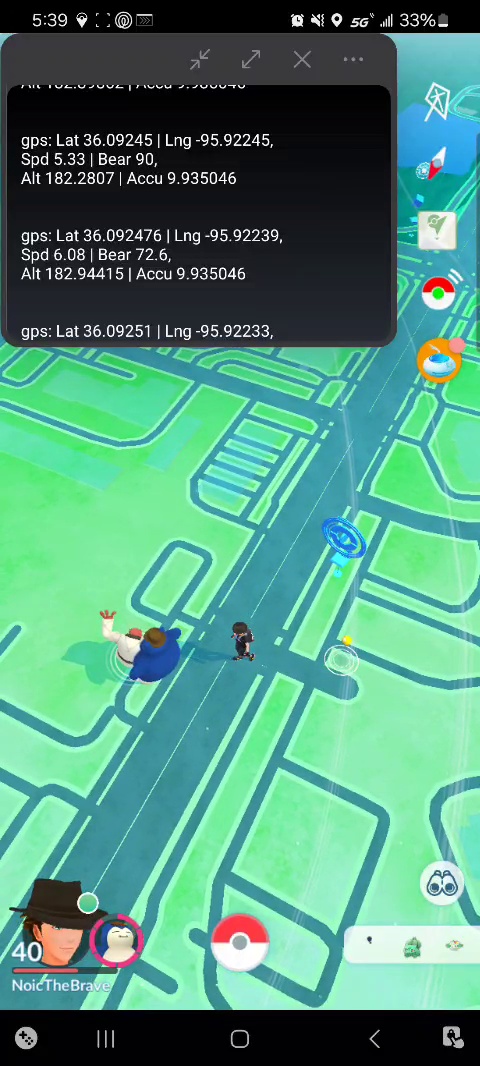 5:39
5G 33%
Alt 182.89802 | Accu 9.935046
gps: Lat 36.09245 | Lng -95.92245,
Spd 5.33 | Bear 90,
Alt 182.2807 | Accu 9.935046
gps: Lat 36.092476 | Lng -95.92239,
Spd 6.08 | Bear 72.6,
Alt 182.94415 | Accu 9.935046
gps: Lat 36.09251 | Lng -95.92233,
40
NoicTheBrave